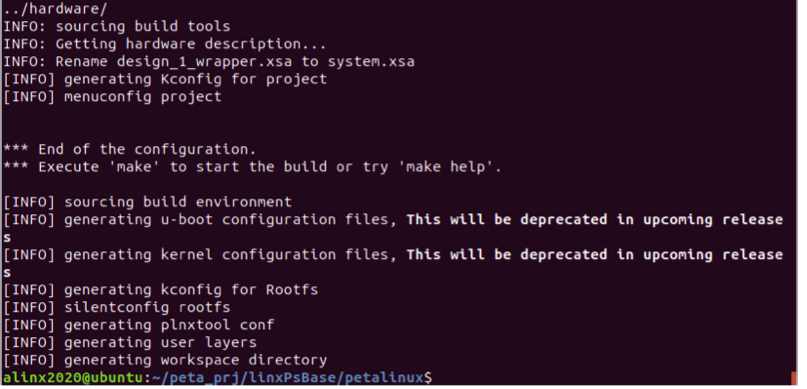 ../hardware/
INFO: sourcing build tools
INFO: Getting hardware description...
INFO: Rename design_1_wrapper.xsa to system.xsa
[INFO] generating Kconfig for project
[INFO] menuconfig project
*** End of the configuration.
*** Execute 'make' to start the build or try 'make help'.
[INFO] sourcing build environment
[INFO] generating u-boot configuration files, This will be deprecated in upcoming release
s
[INFO] generating kernel configuration files, This will be deprecated in upcoming release
s
[INFO] generating kconfig for Rootfs
[INFO] silentconfig rootfs
[INFO] generating plnxtool conf
[INFO] generating user layers
[INFO] generating workspace directory
alinx2020@ubuntu:~/peta_prj/linxPsBase/petalinux$